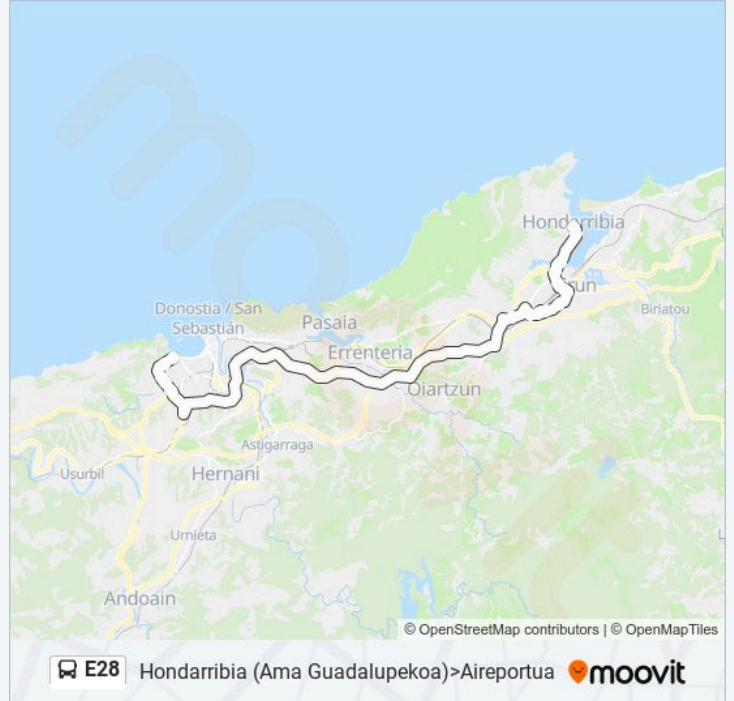 Hondarribia
Irun
Biriatou
Donostia / San
Sebastián
Pasaia
Errenteria
Oiartzun
Astigarraga
Usurbil
Hernani
Urnieta
Andoain
© OpenStreetMap contributors | © OpenMapTiles
E28 Hondarribia (Ama Guadalupekoa)>Aireportua moovit